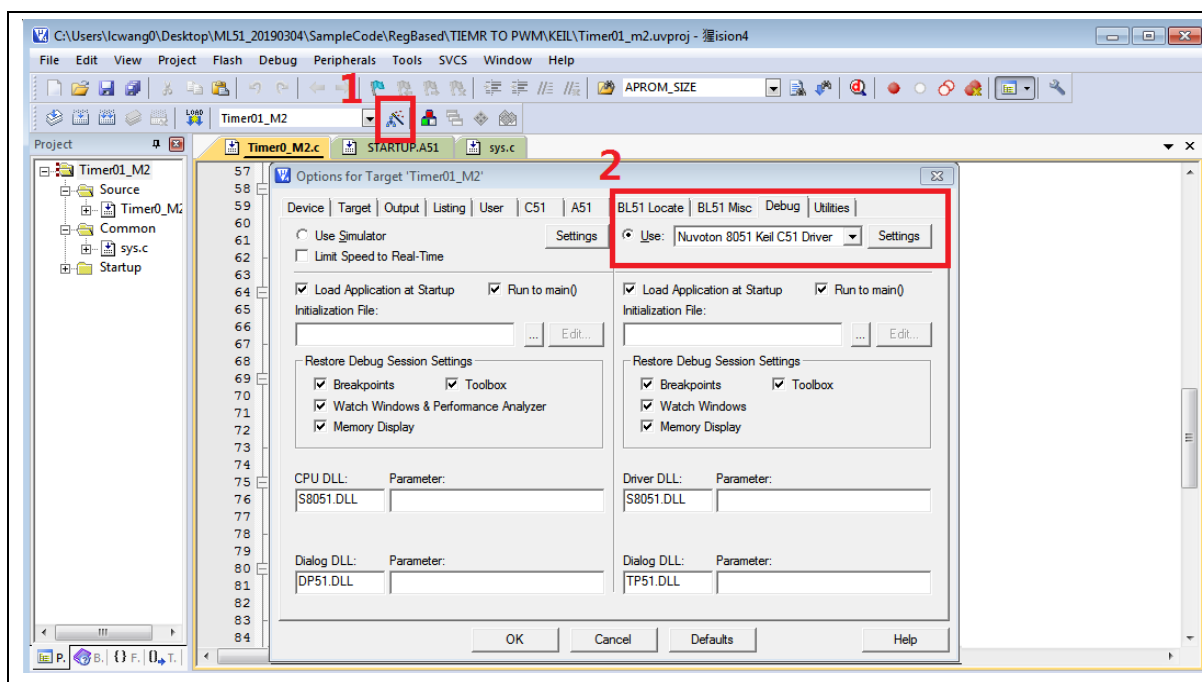 C:\Users\lcwang0\Desktop\ML51_20190304\SampleCode\RegBased\TIEMR TO PWM\KEIL\Timer01_m2.uvproj - 猩ision4
File Edit View Project Flash Debug Peripherals Tools SVCS Window Help
1
APROM_SIZE
LOAD Timer01_M2
Project
Timer0_M2.c STARTUP.A51 sys.c
2
Timer01_M2
Source
Timer0_M2
Common
sys.c
Startup
57
58
59
60
61
62
63
64
65
66
67
68
69
70
71
72
73
74
75
76
77
78
79
80
81
82
83
84
Options for Target 'Timer01_M2'
Device Target Output Listing User C51 A51 BL51 Locate BL51 Misc Debug Utilities
Use Simulator Settings Use: Nuvoton 8051 Keil C51 Driver Settings
Limit Speed to Real-Time
Load Application at Startup Run to main() Load Application at Startup Run to main()
Initialization File: Initialization File:
... Edit... ... Edit...
Restore Debug Session Settings Restore Debug Session Settings
Breakpoints Toolbox Breakpoints Toolbox
Watch Windows & Performance Analyzer Watch Windows
Memory Display Memory Display
CPU DLL: Parameter: Driver DLL: Parameter:
S8051.DLL S8051.DLL
Dialog DLL: Parameter: Dialog DLL: Parameter:
DP51.DLL TP51.DLL
OK Cancel Defaults Help
P. B. {} F. 0 T.